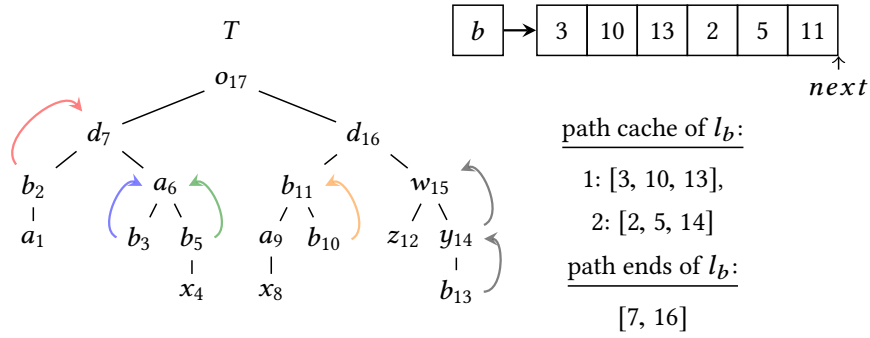 T
b 3 10 13 2 5 11
next
o17
d7 d16
b2 a6 b11 w15
a1 b3 b5 a9 b10 z12 y14
x4 x8 b13
path cache of l_b:
1: [3, 10, 13],
2: [2, 5, 14]
path ends of l_b:
[7, 16]